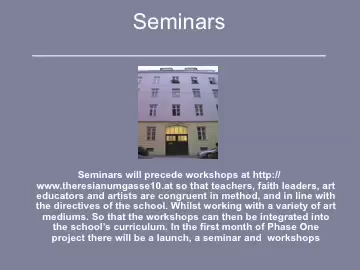 Seminars
Seminars will precede workshops at http://
www.theresianumgasse10.at so that teachers, faith leaders, art
educators and artists are congruent in method, and in line with
the directives of the school. Whilst working with a variety of art
mediums. So that the workshops can then be integrated into
the school's curriculum. In the first month of Phase One
project there will be a launch, a seminar and  workshops